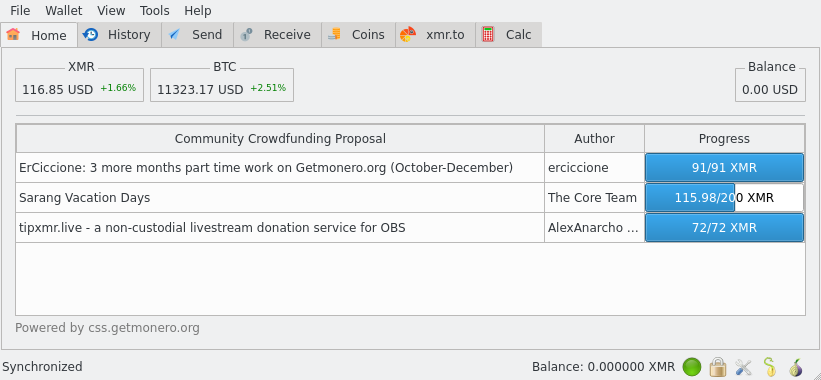 File Wallet View Tools Help
Home History Send Receive Coins xmr.to Calc
XMR BTC Balance
116.85 USD +1.66% 11323.17 USD +2.51% 0.00 USD
Community Crowdfunding Proposal Author Progress
ErCiccione: 3 more months part time work on Getmonero.org (October-December) erciccione 91/91 XMR
Sarang Vacation Days The Core Team 115.98/200 XMR
tipxmr.live - a non-custodial livestream donation service for OBS AlexAnarcho ... 72/72 XMR
Powered by css.getmonero.org
Synchronized Balance: 0.000000 XMR